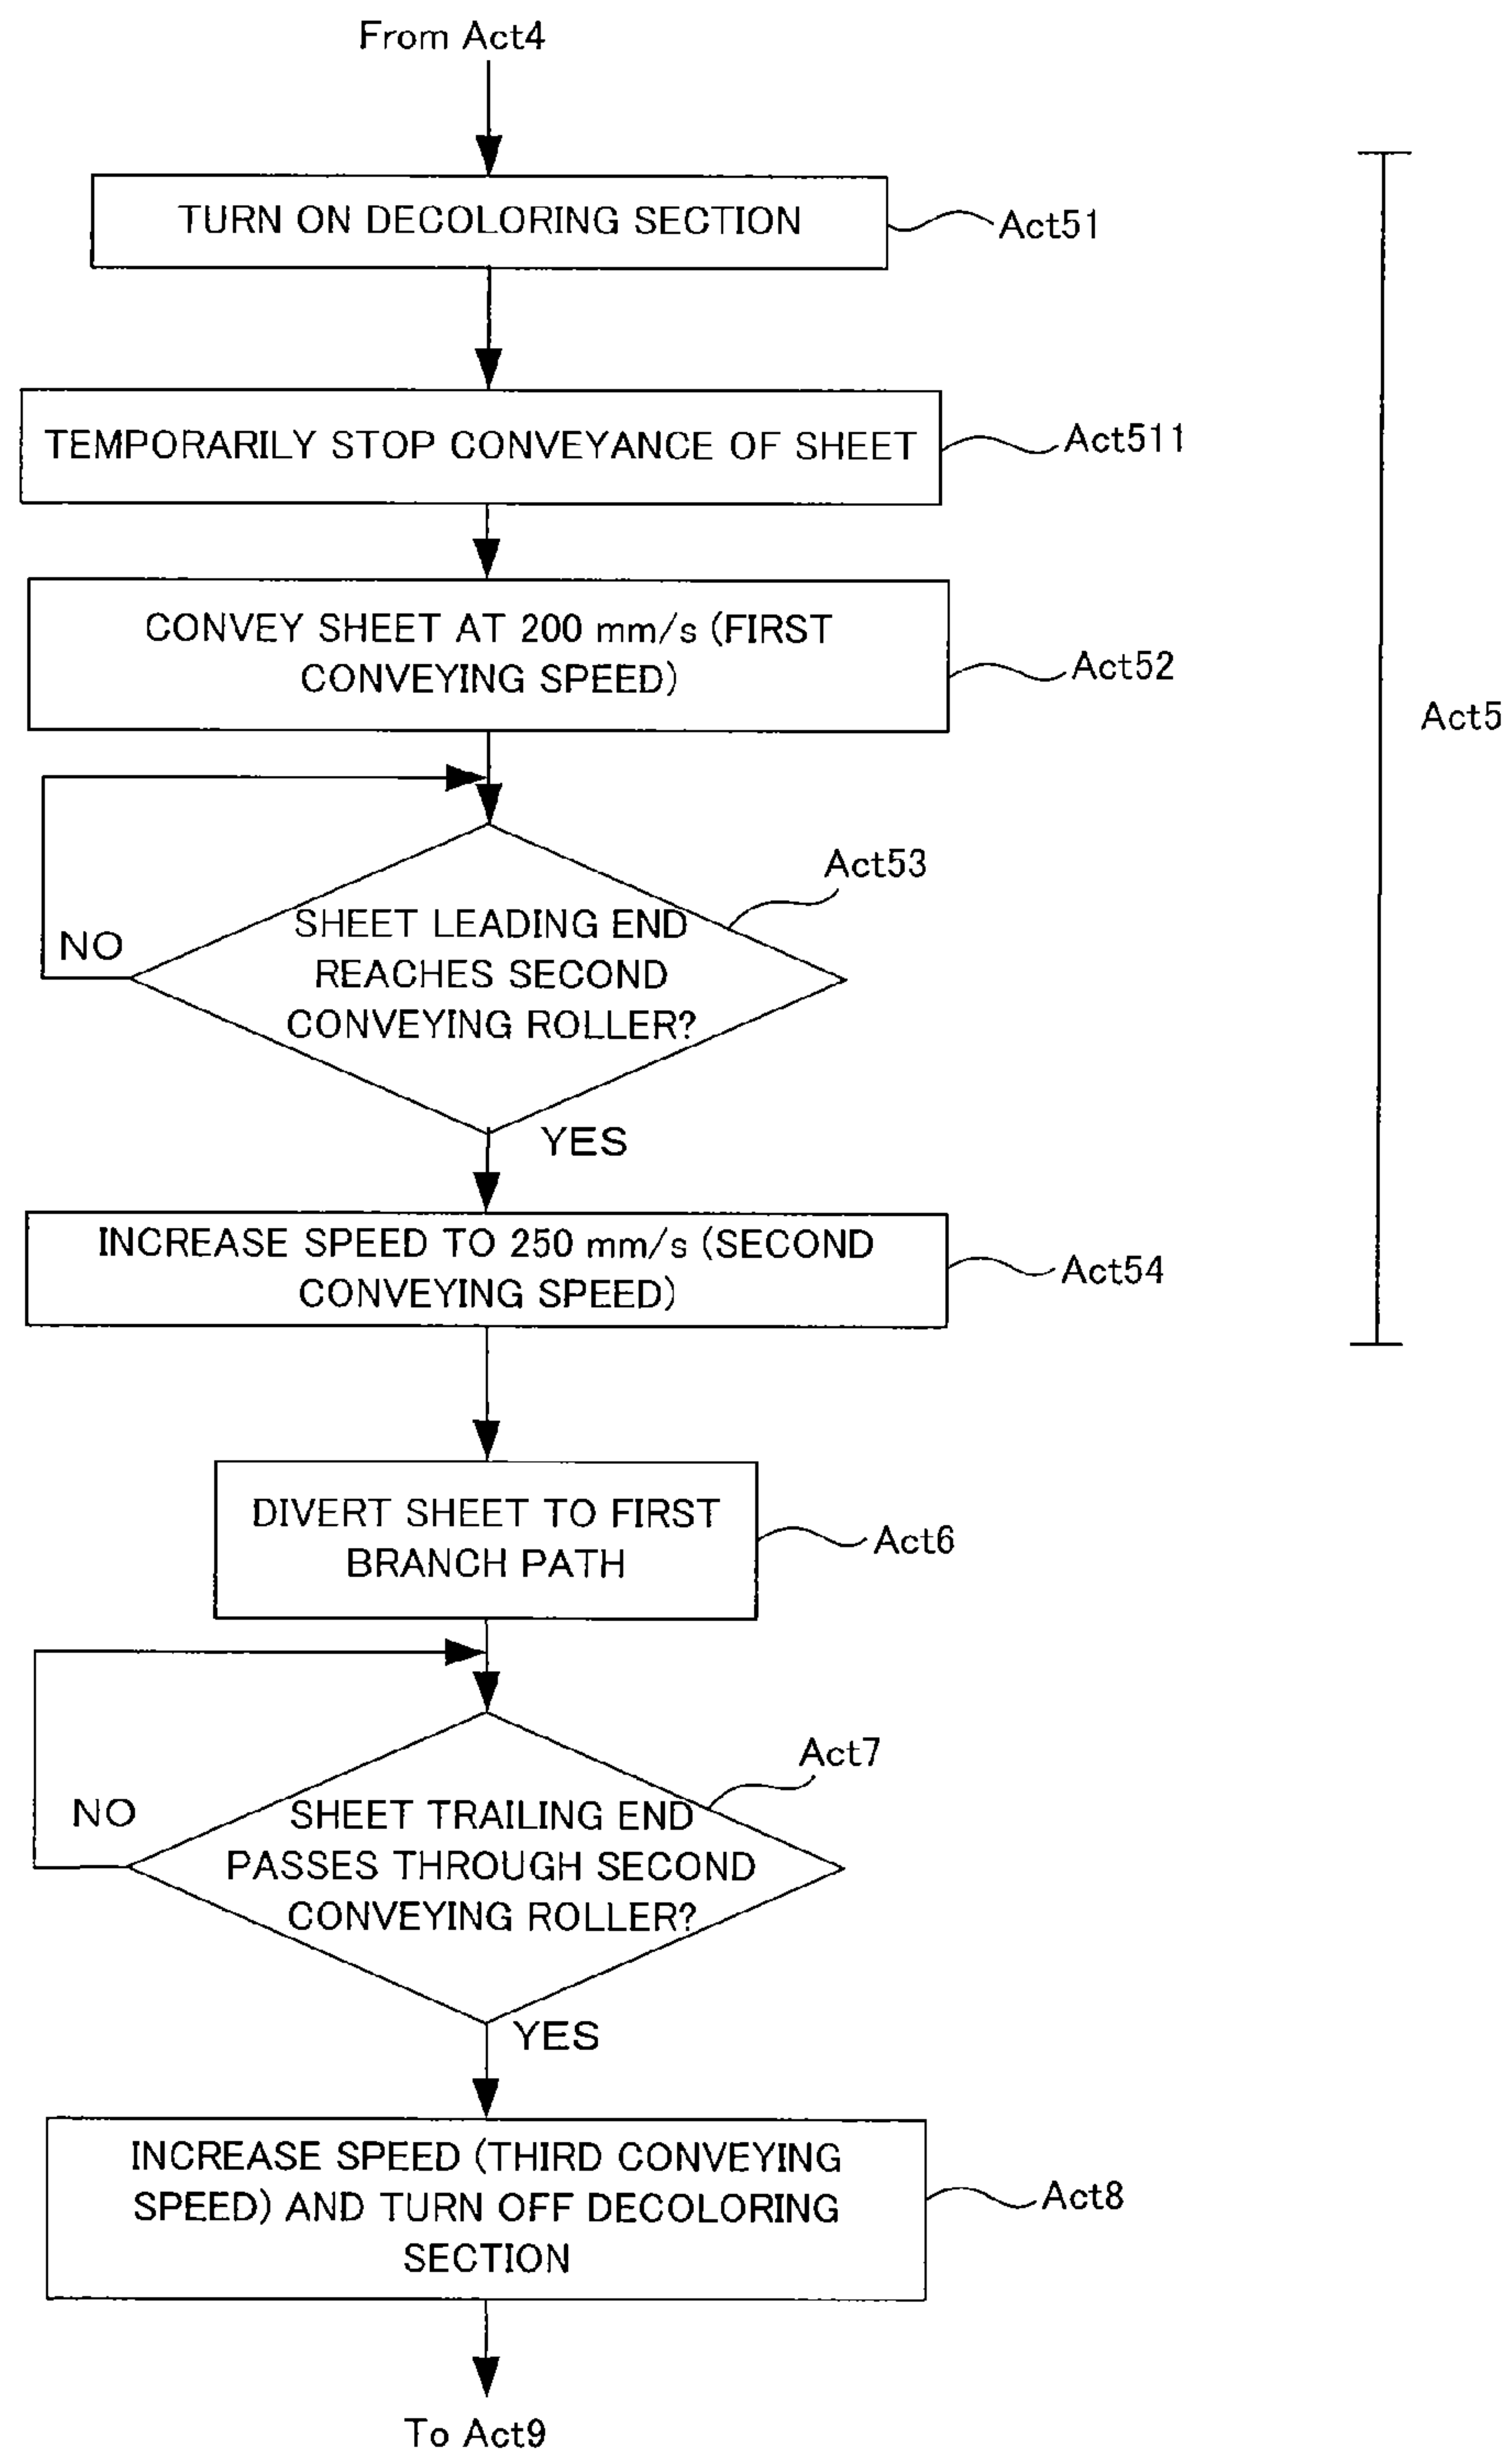 From Act4
TURN ON DECOLORING SECTION
Act51
TEMPORARILY STOP CONVEYANCE OF SHEET
Act511
CONVEY SHEET AT 200 mm/s (FIRST
CONVEYING SPEED)
Act52
Act5
Act53
SHEET LEADING END
REACHES SECOND
CONVEYING ROLLER?
NO
YES
INCREASE SPEED TO 250 mm/s (SECOND
CONVEYING SPEED)
Act54
DIVERT SHEET TO FIRST
BRANCH PATH
Act6
Act7
SHEET TRAILING END
PASSES THROUGH SECOND
CONVEYING ROLLER?
NO
YES
INCREASE SPEED (THIRD CONVEYING
SPEED) AND TURN OFF DECOLORING
SECTION
Act8
To Act9